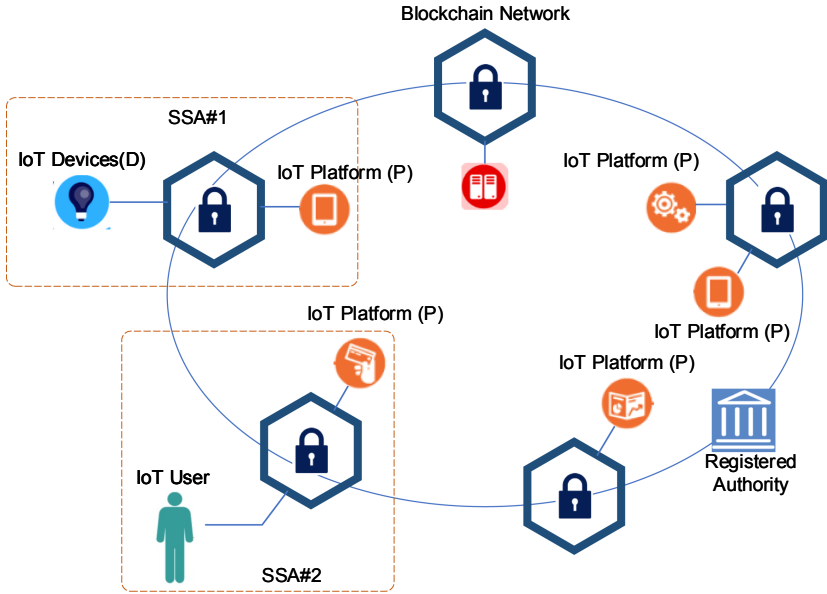 Blockchain Network
SSA#1
IoT Devices(D)
IoT Platform (P)
IoT Platform (P)
IoT Platform (P)
IoT Platform (P)
IoT Platform (P)
Registered
Authority
IoT User
SSA#2